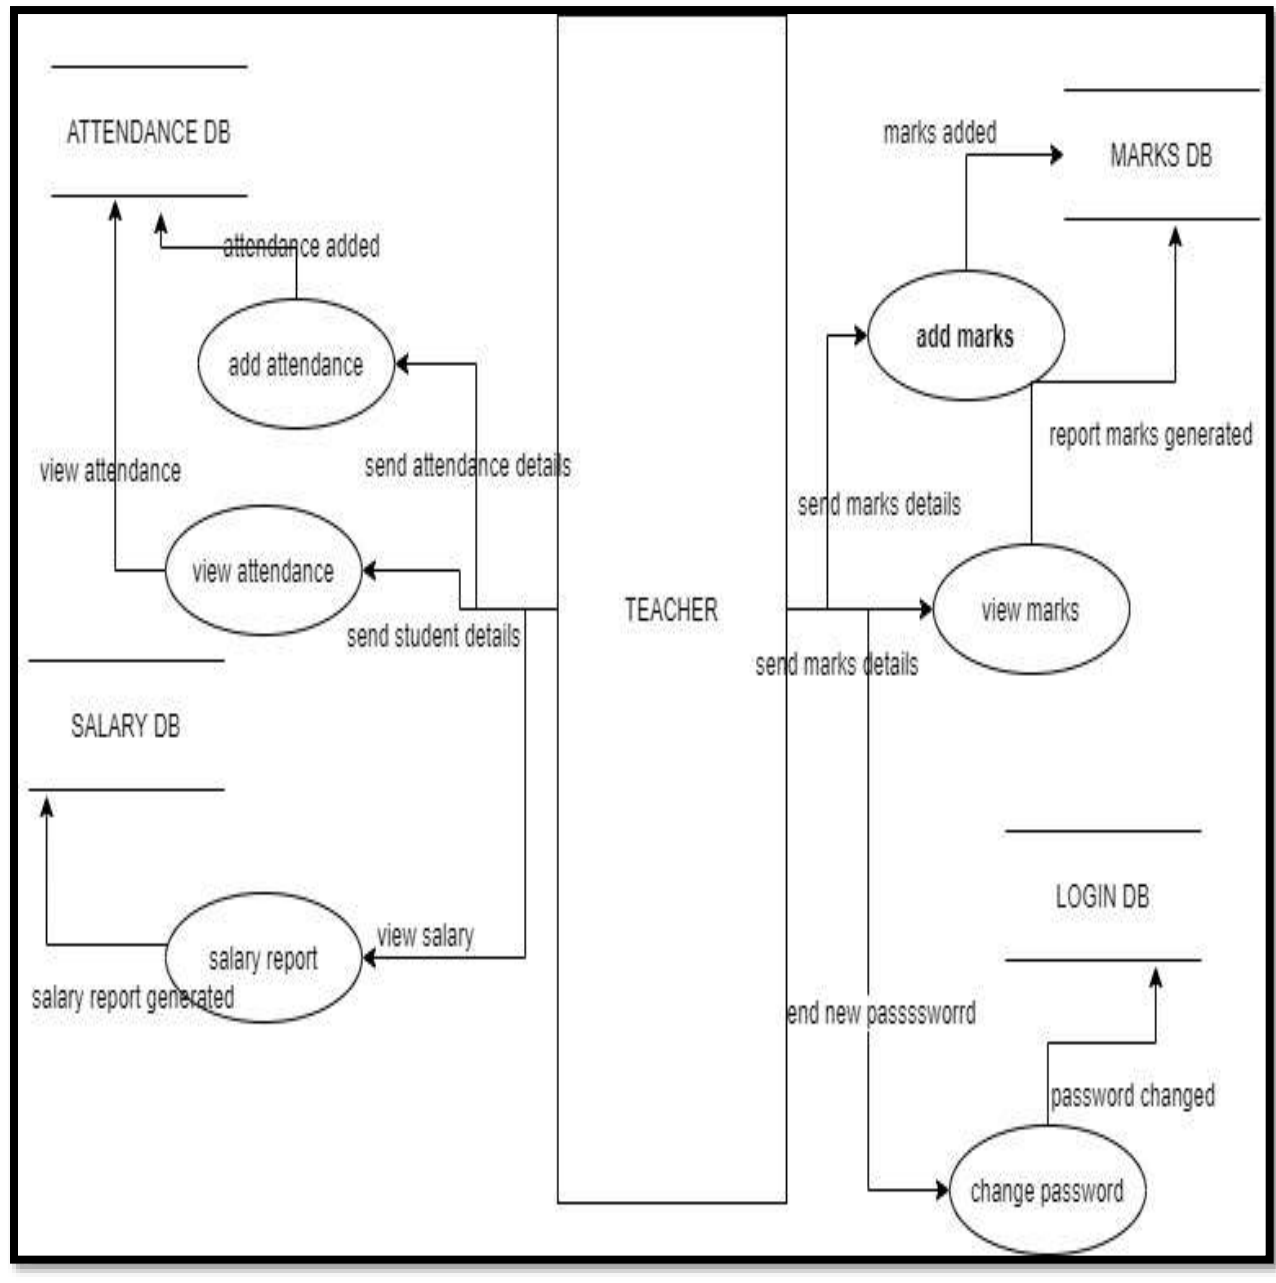 ATTENDANCE DB
attendance added
add attendance
view attendance
send attendance details
view attendance
send student details
SALARY DB
view salary
salary report
salary report generated
TEACHER
marks added
MARKS DB
add marks
report marks generated
send marks details
view marks
send marks details
LOGIN DB
end new passssworrd
password changed
change password